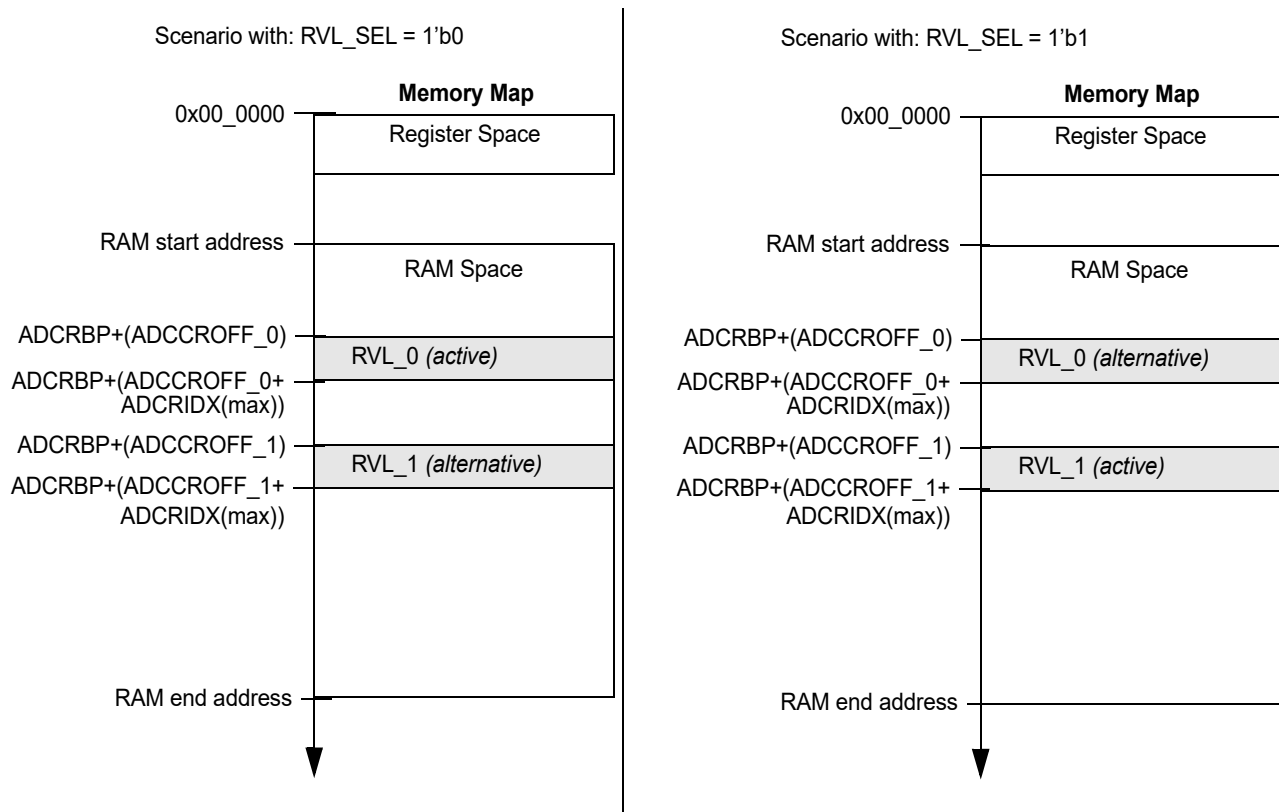 Scenario with: RVL_SEL = 1'b0
Memory Map
0x00_0000
Register Space
RAM start address
RAM Space
ADCRBP+(ADCCROFF_0)
RVL_0 (active)
ADCRBP+(ADCCROFF_0+
ADCRIDX(max))
ADCRBP+(ADCCROFF_1)
RVL_1 (alternative)
ADCRBP+(ADCCROFF_1+
ADCRIDX(max))
RAM end address
Scenario with: RVL_SEL = 1'b1
Memory Map
0x00_0000
Register Space
RAM start address
RAM Space
ADCRBP+(ADCCROFF_0)
RVL_0 (alternative)
ADCRBP+(ADCCROFF_0+
ADCRIDX(max))
ADCRBP+(ADCCROFF_1)
RVL_1 (active)
ADCRBP+(ADCCROFF_1+
ADCRIDX(max))
RAM end address